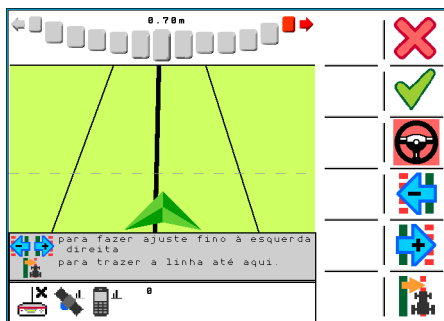 0.70m
para fazer ajuste fino à esquerda
direita
para trazer a linha até aqui.
0